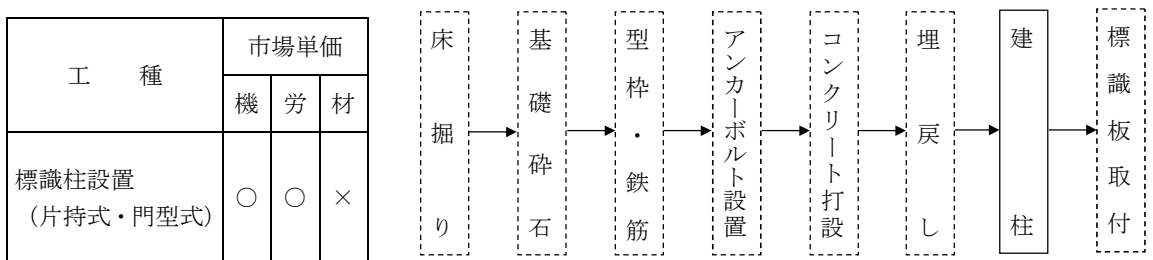 工　種
市場単価
機 労 材
標識柱設置
（片持式・門型式）
○ ○ ×
床掘り
基礎砕石
型枠・鉄筋
アンカーボルト設置
コンクリート打設
埋戻し
建柱
標識板取付